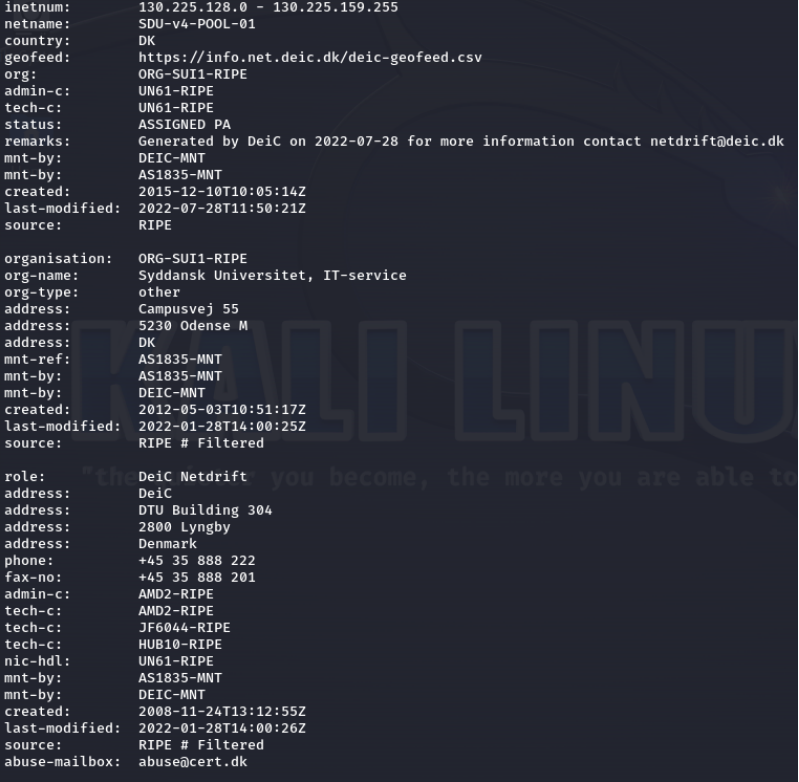 inetnum:        130.225.128.0 - 130.225.159.255
netname:        SDU-v4-POOL-01
country:        DK
geofeed:        https://info.net.deic.dk/deic-geofeed.csv
org:            ORG-SUI1-RIPE
admin-c:        UN61-RIPE
tech-c:         UN61-RIPE
status:         ASSIGNED PA
remarks:        Generated by DeiC on 2022-07-28 for more information contact netdrift@deic.dk
mnt-by:         DEIC-MNT
mnt-by:         AS1835-MNT
created:        2015-12-10T10:05:14Z
last-modified:  2022-07-28T11:50:21Z
source:         RIPE

organisation:   ORG-SUI1-RIPE
org-name:       Syddansk Universitet, IT-service
org-type:       other
address:        Campusvej 55
address:        5230 Odense M
address:        DK
mnt-ref:        AS1835-MNT
mnt-by:         AS1835-MNT
mnt-by:         DEIC-MNT
created:        2012-05-03T10:51:17Z
last-modified:  2022-01-28T14:00:25Z
source:         RIPE # Filtered
KALI LINU
"the you become, the more you are able to

role:           DeiC Netdrift
address:        DeiC
address:        DTU Building 304
address:        2800 Lyngby
address:        Denmark
phone:          +45 35 888 222
fax-no:         +45 35 888 201
admin-c:        AMD2-RIPE
tech-c:         AMD2-RIPE
tech-c:         JF6044-RIPE
tech-c:         HUB10-RIPE
nic-hdl:        UN61-RIPE
mnt-by:         AS1835-MNT
mnt-by:         DEIC-MNT
created:        2008-11-24T13:12:55Z
last-modified:  2022-01-28T14:00:26Z
source:         RIPE # Filtered
abuse-mailbox:  abuse@cert.dk